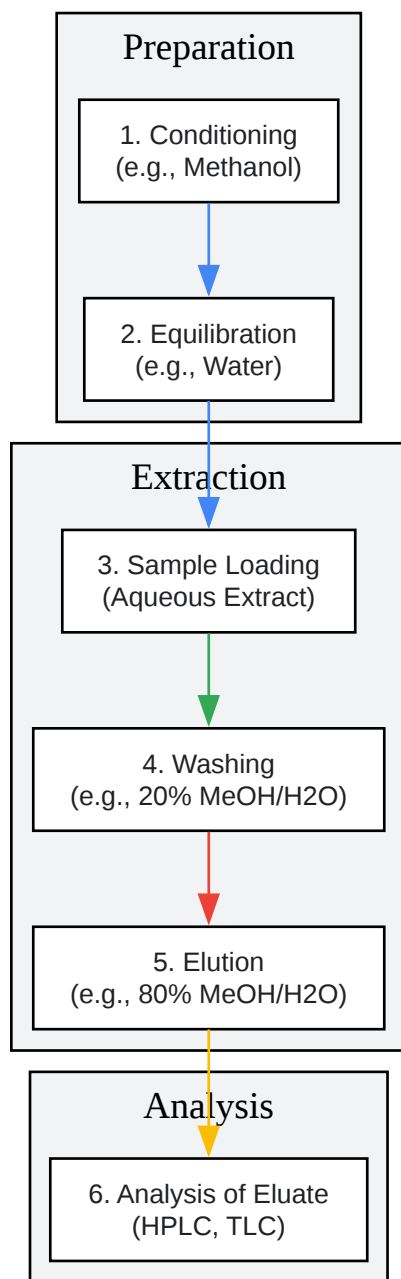 Preparation
1. Conditioning
(e.g., Methanol)
2. Equilibration
(e.g., Water)
Extraction
3. Sample Loading
(Aqueous Extract)
4. Washing
(e.g., 20% MeOH/H2O)
5. Elution
(e.g., 80% MeOH/H2O)
Analysis
6. Analysis of Eluate
(HPLC, TLC)